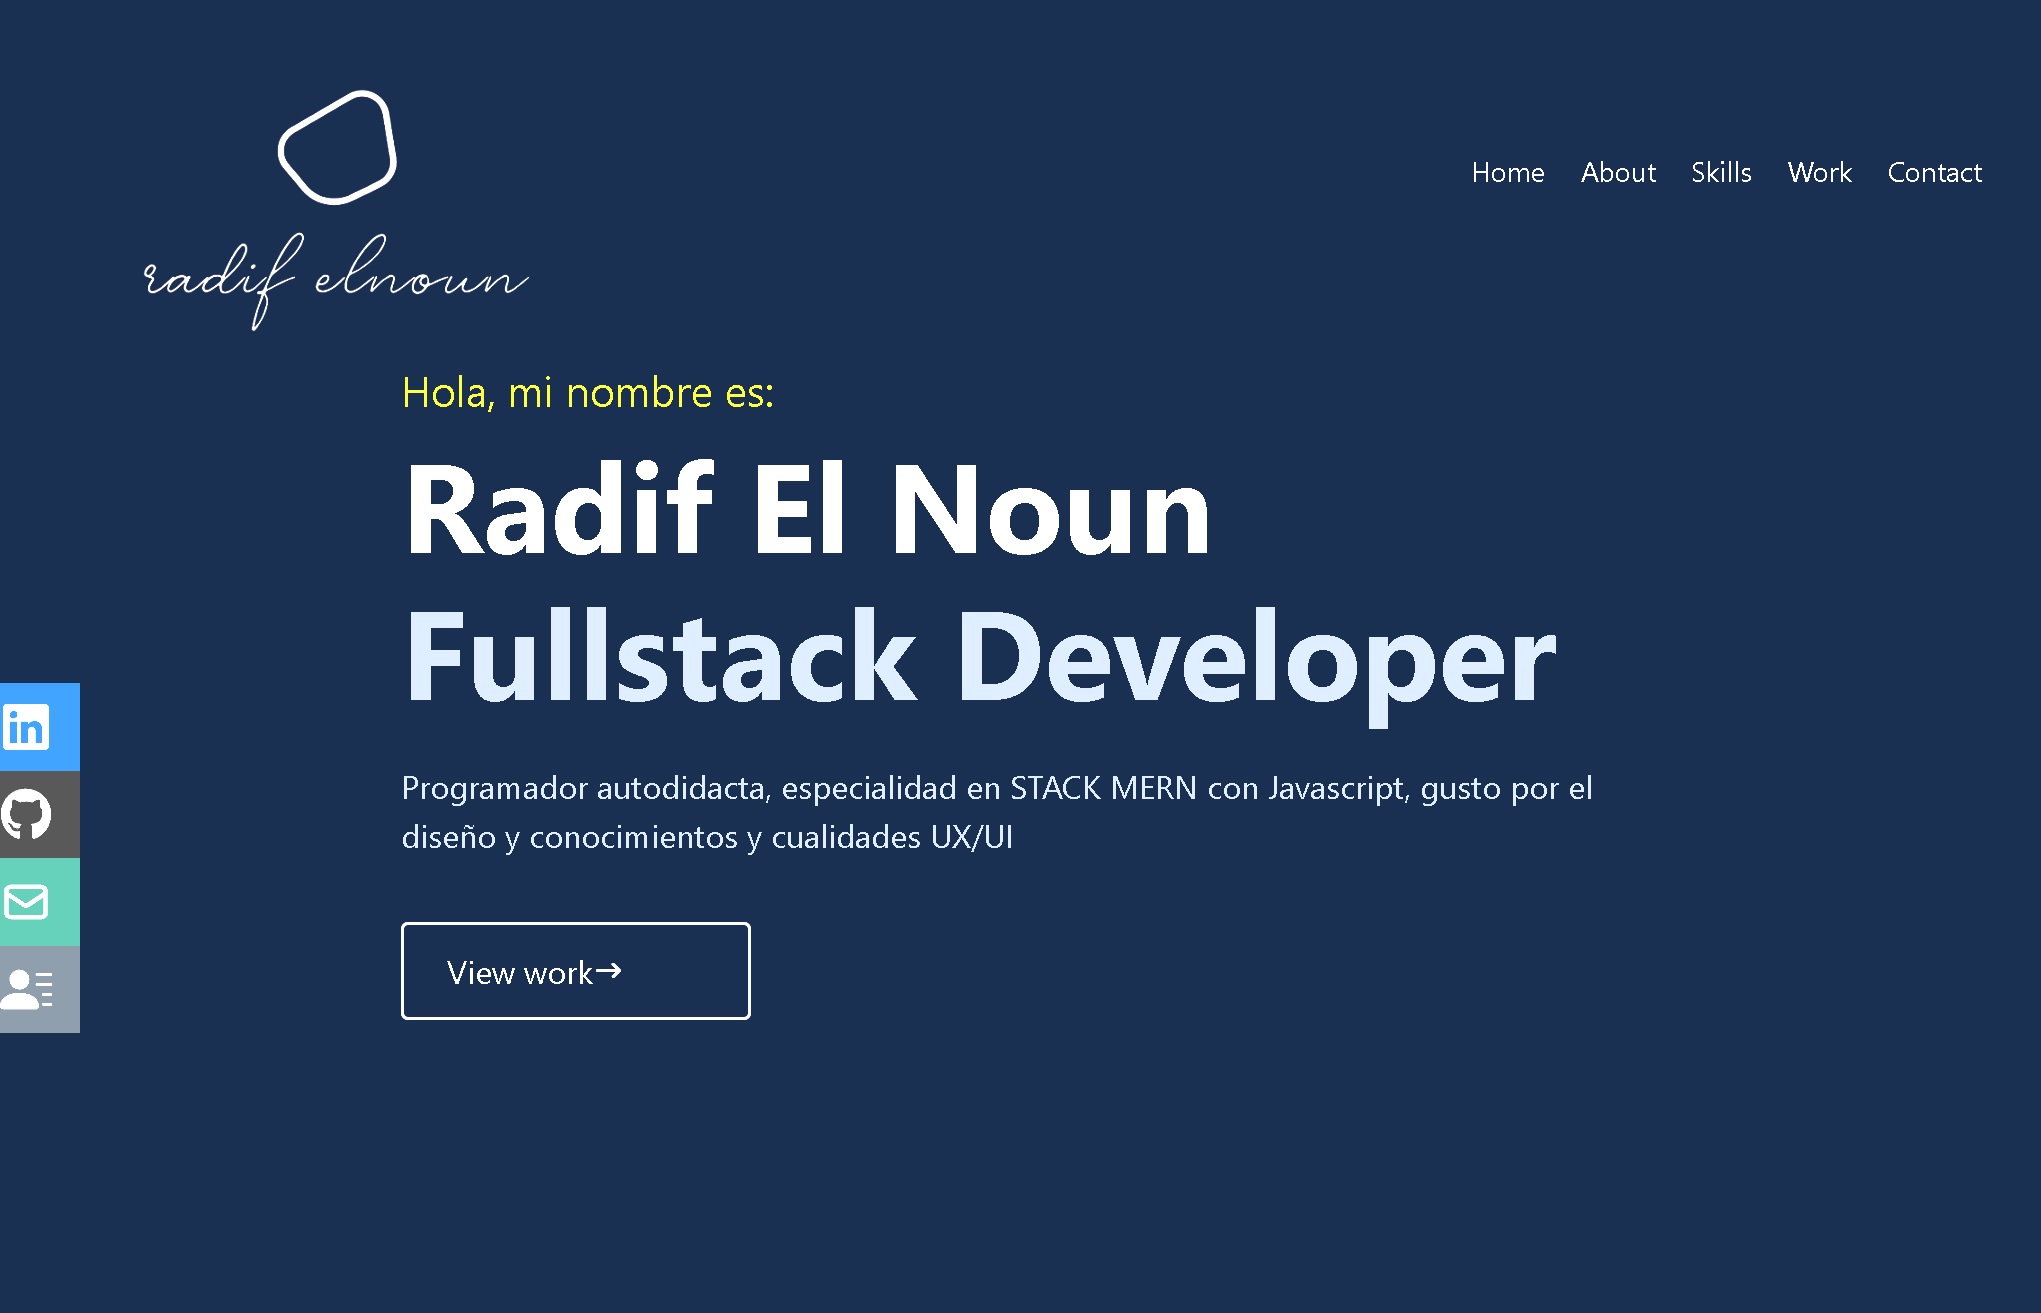 radif elnoun
Home About Skills Work Contact
Hola, mi nombre es:
Radif El Noun
Fullstack Developer
in
Programador autodidacta, especialidad en STACK MERN con Javascript, gusto por el
diseño y conocimientos y cualidades UX/UI
View work→